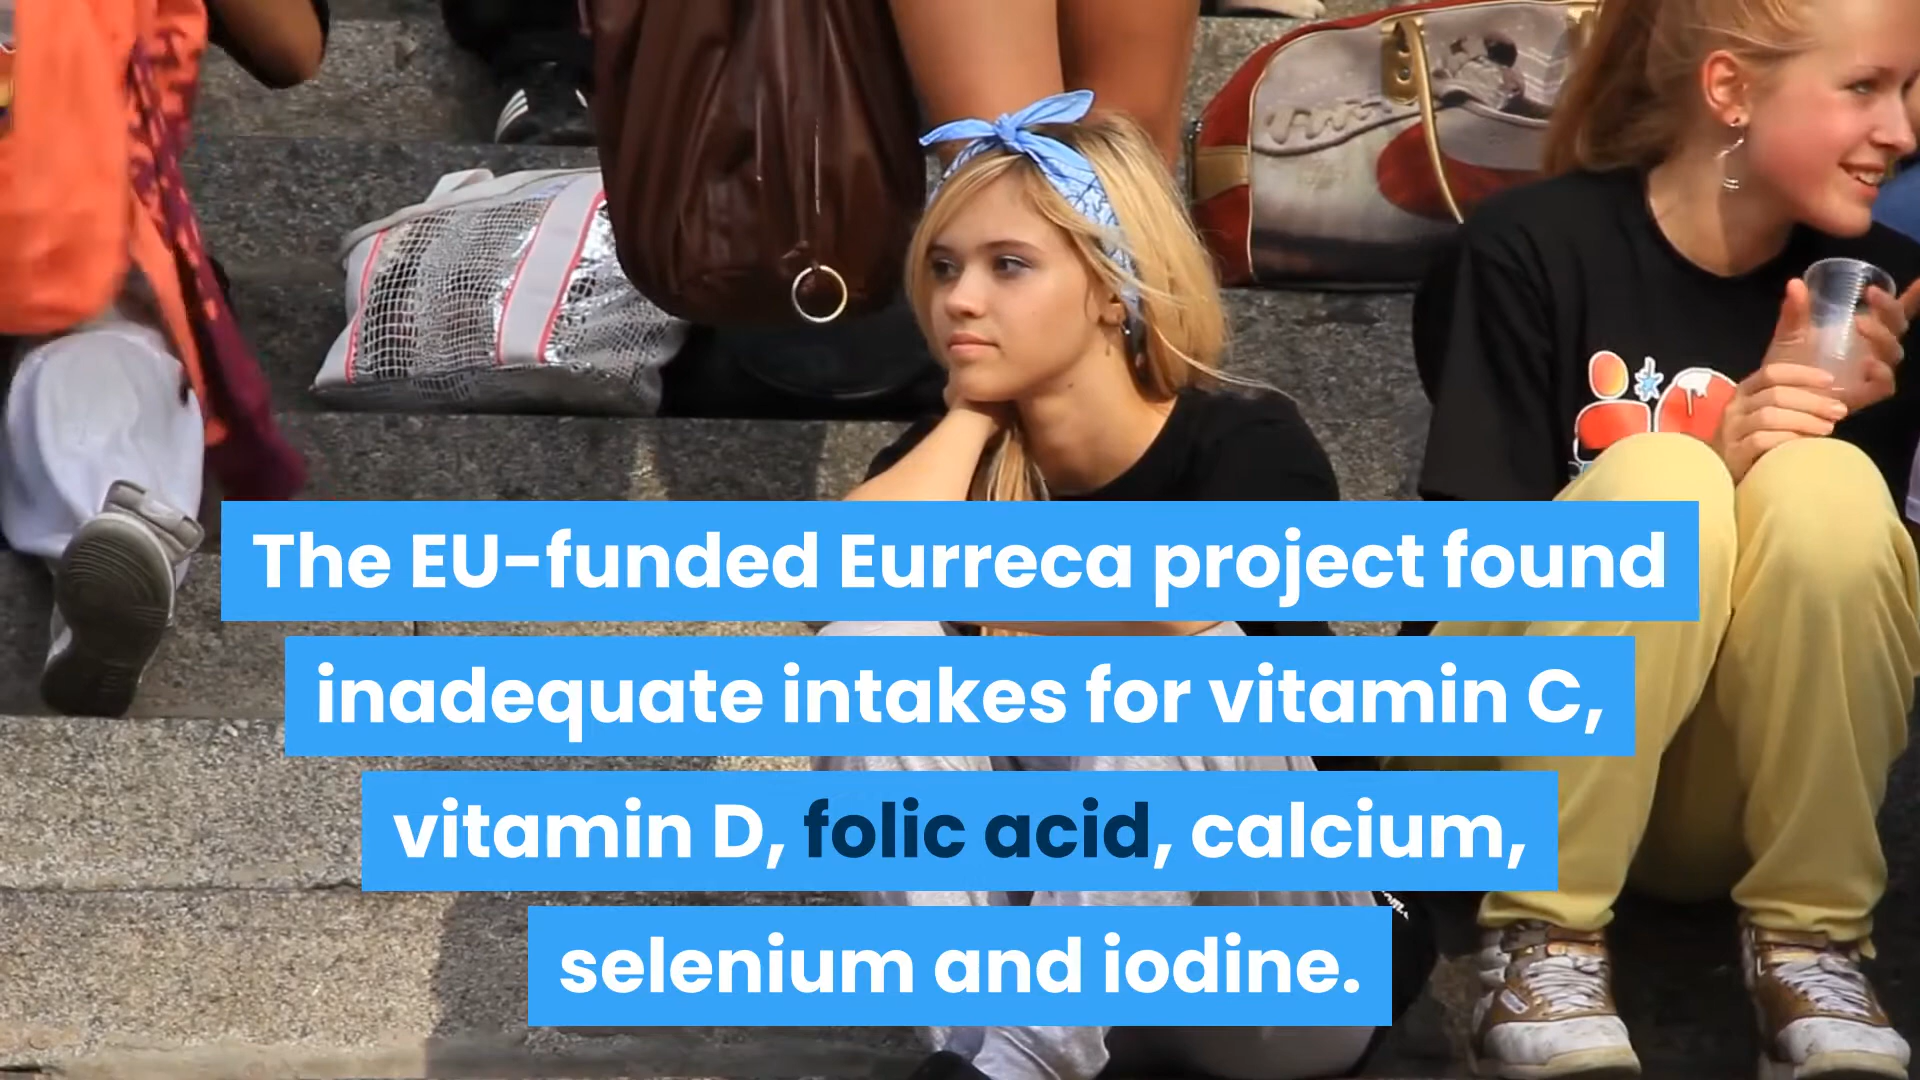 The EU-funded Eurreca project found
inadequate intakes for vitamin C,
vitamin D, folic acid, calcium,
selenium and iodine.